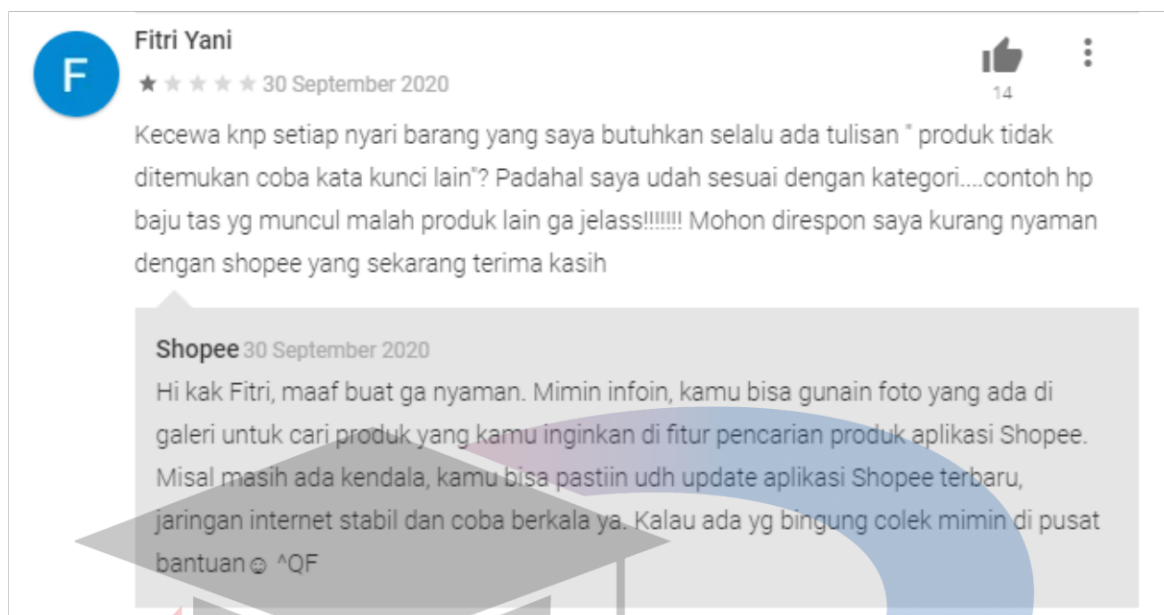 F
Fitri Yani
30 September 2020
14
Kecewa knp setiap nyari barang yang saya butuhkan selalu ada tulisan " produk tidak
ditemukan coba kata kunci lain"? Padahal saya udah sesuai dengan kategori....contoh hp
baju tas yg muncul malah produk lain ga jelass!!!!!!! Mohon direspon saya kurang nyaman
dengan shopee yang sekarang terima kasih
Shopee 30 September 2020
Hi kak Fitri, maaf buat ga nyaman. Mimin infoin, kamu bisa gunain foto yang ada di
galeri untuk cari produk yang kamu inginkan di fitur pencarian produk aplikasi Shopee.
Misal masih ada kendala, kamu bisa pastiin udh update aplikasi Shopee terbaru,
jaringan internet stabil dan coba berkala ya. Kalau ada yg bingung colek mimin di pusat
bantuan☺ ^QF